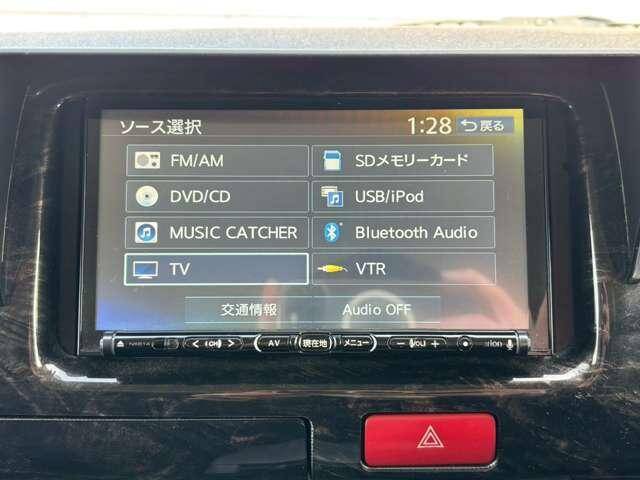 ソース選択 1:28 戻る
FM/AM SDメモリーカード
DVD/CD USB/iPod
MUSIC CATCHER Bluetooth Audio
TV VTR
交通情報 Audio OFF
< CH > AV 現在地 メニュー − VOL +